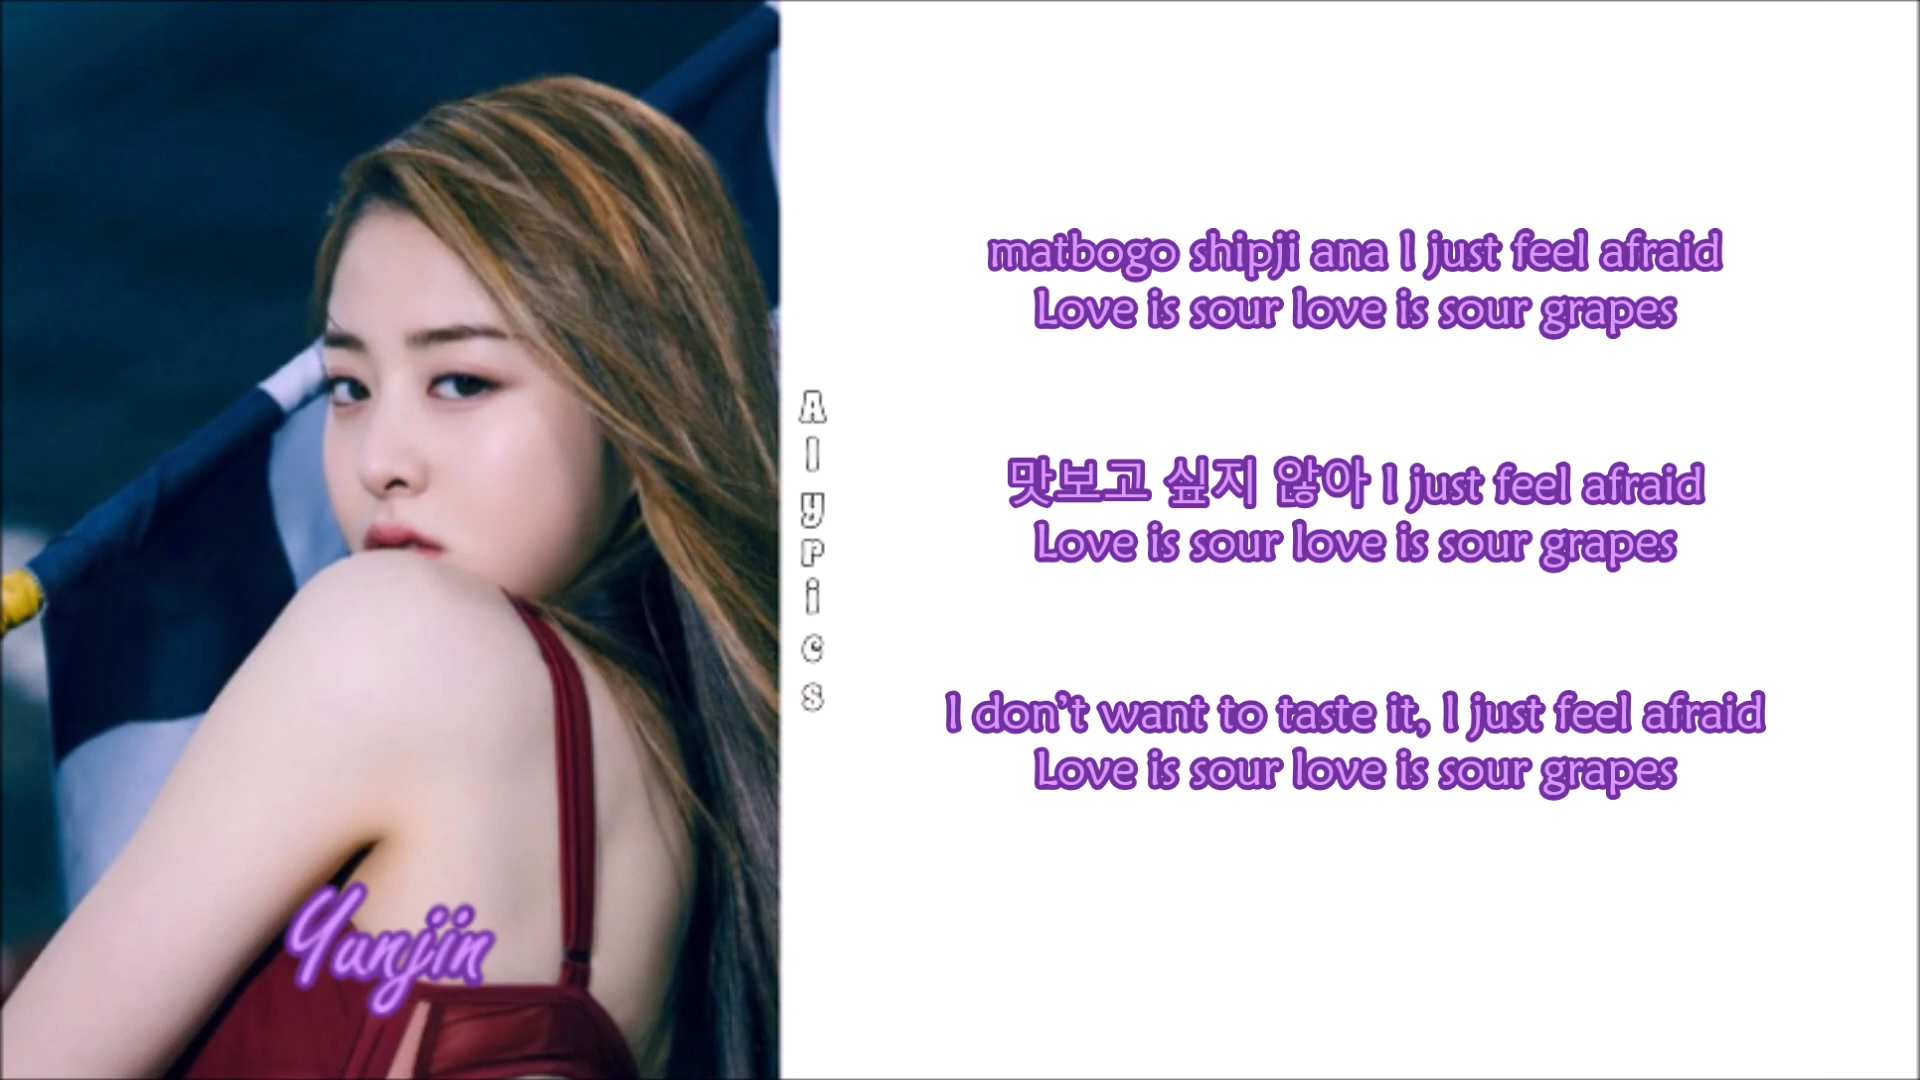 matbogo shipji ana I just feel afraid
Love is sour love is sour grapes
맛보고 싶지 않아 I just feel afraid
Love is sour love is sour grapes
I don't want to taste it, I just feel afraid
Love is sour love is sour grapes
Alypics
Yunjin